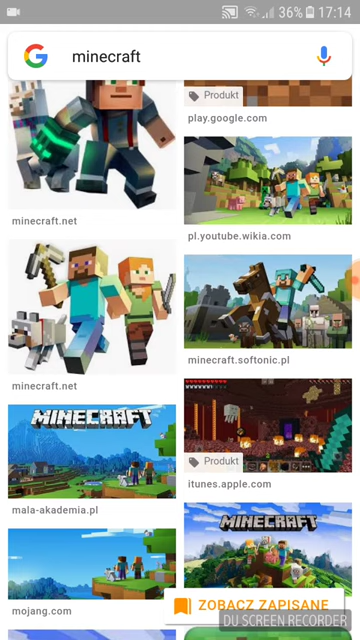 36% 17:14
minecraft
minecraft.net
Produkt
play.google.com
pl.youtube.wikia.com
minecraft.net
minecraft.softonic.pl
MINECRAFT
mala-akademia.pl
Produkt
itunes.apple.com
MINECRAFT
mojang.com
ZOBACZ ZAPISANE
DU SCREEN RECORDER